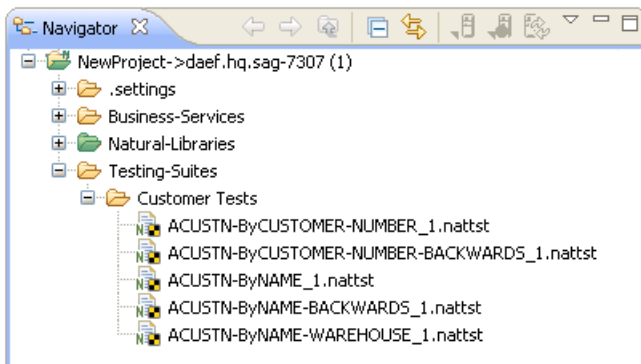 Navigator
NewProject->daef.hq.sag-7307 (1)
.settings
Business-Services
Natural-Libraries
Testing-Suites
Customer Tests
ACUSTN-ByCUSTOMER-NUMBER_1.nattst
ACUSTN-ByCUSTOMER-NUMBER-BACKWARDS_1.nattst
ACUSTN-ByNAME_1.nattst
ACUSTN-ByNAME-BACKWARDS_1.nattst
ACUSTN-ByNAME-WAREHOUSE_1.nattst